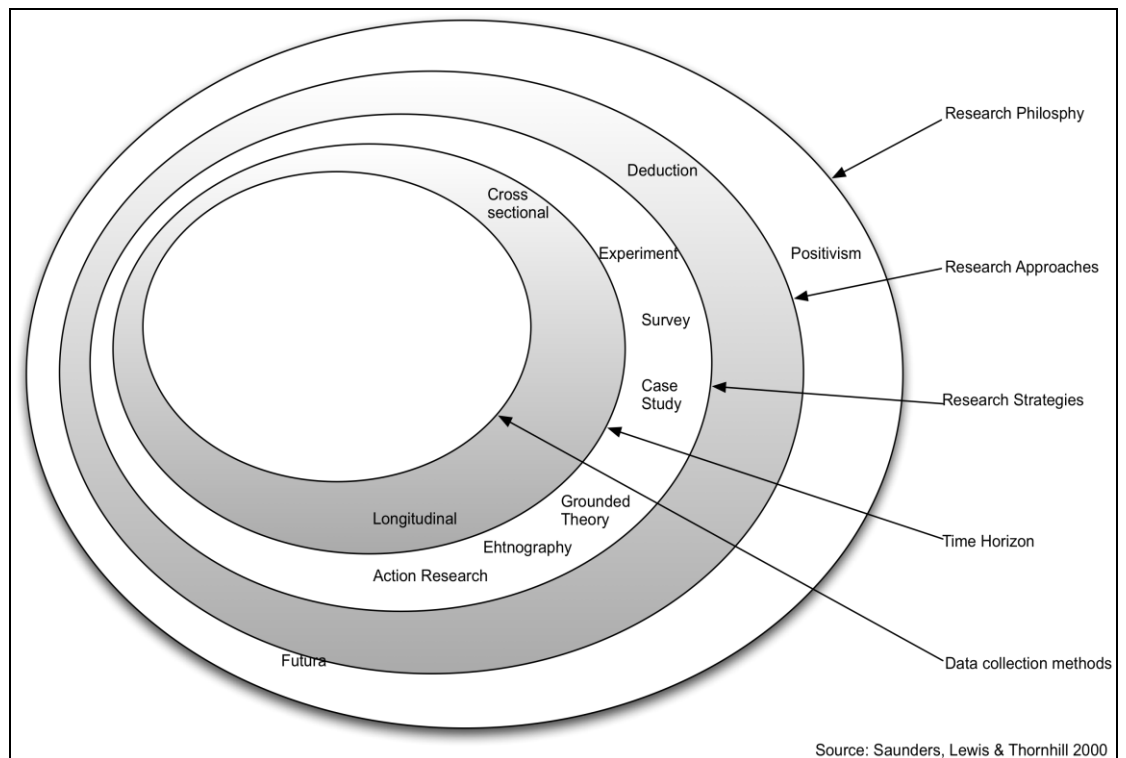 Research Philosphy
Deduction
Cross
sectional
Experiment
Positivism
Research Approaches
Survey
Case
Study
Research Strategies
Grounded
Theory
Longitudinal
Ehtnography
Time Horizon
Action Research
Futura
Data collection methods
Source: Saunders, Lewis & Thornhill 2000